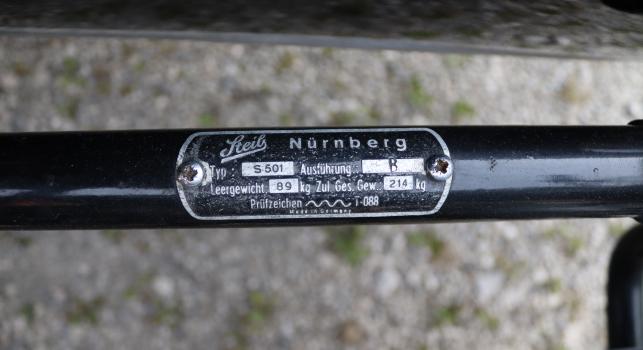 Steib Nürnberg
Typ S 501 Ausführung B
Leergewicht 89 kg Zul. Ges. Gew. 214 kg
Prüfzeichen T-088
Made in Germany